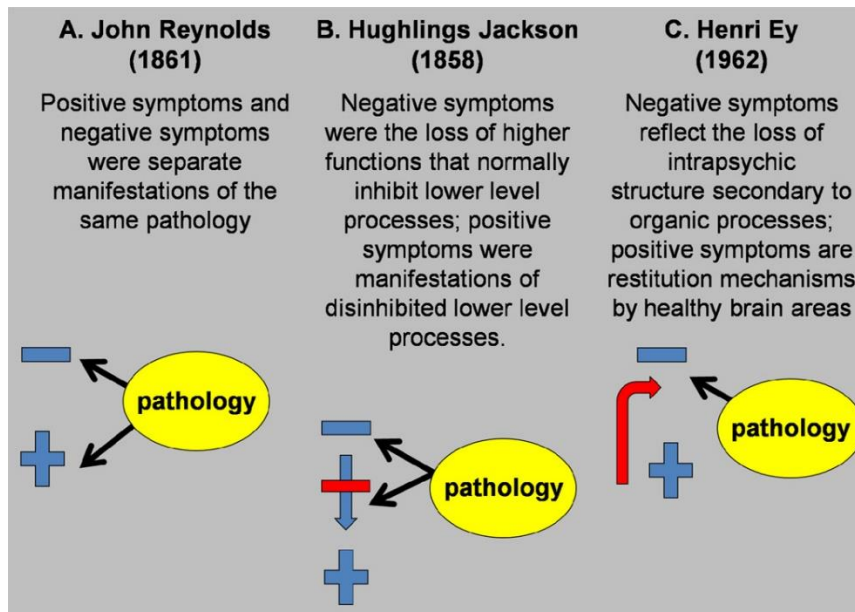 A. John Reynolds
(1861)
Positive symptoms and
negative symptoms
were separate
manifestations of the
same pathology
pathology
B. Hughlings Jackson
(1858)
Negative symptoms
were the loss of higher
functions that normally
inhibit lower level
processes; positive
symptoms were
manifestations of
disinhibited lower level
processes.
pathology
C. Henri Ey
(1962)
Negative symptoms
reflect the loss of
intrapsychic
structure secondary to
organic processes;
positive symptoms are
restitution mechanisms
by healthy brain areas
pathology